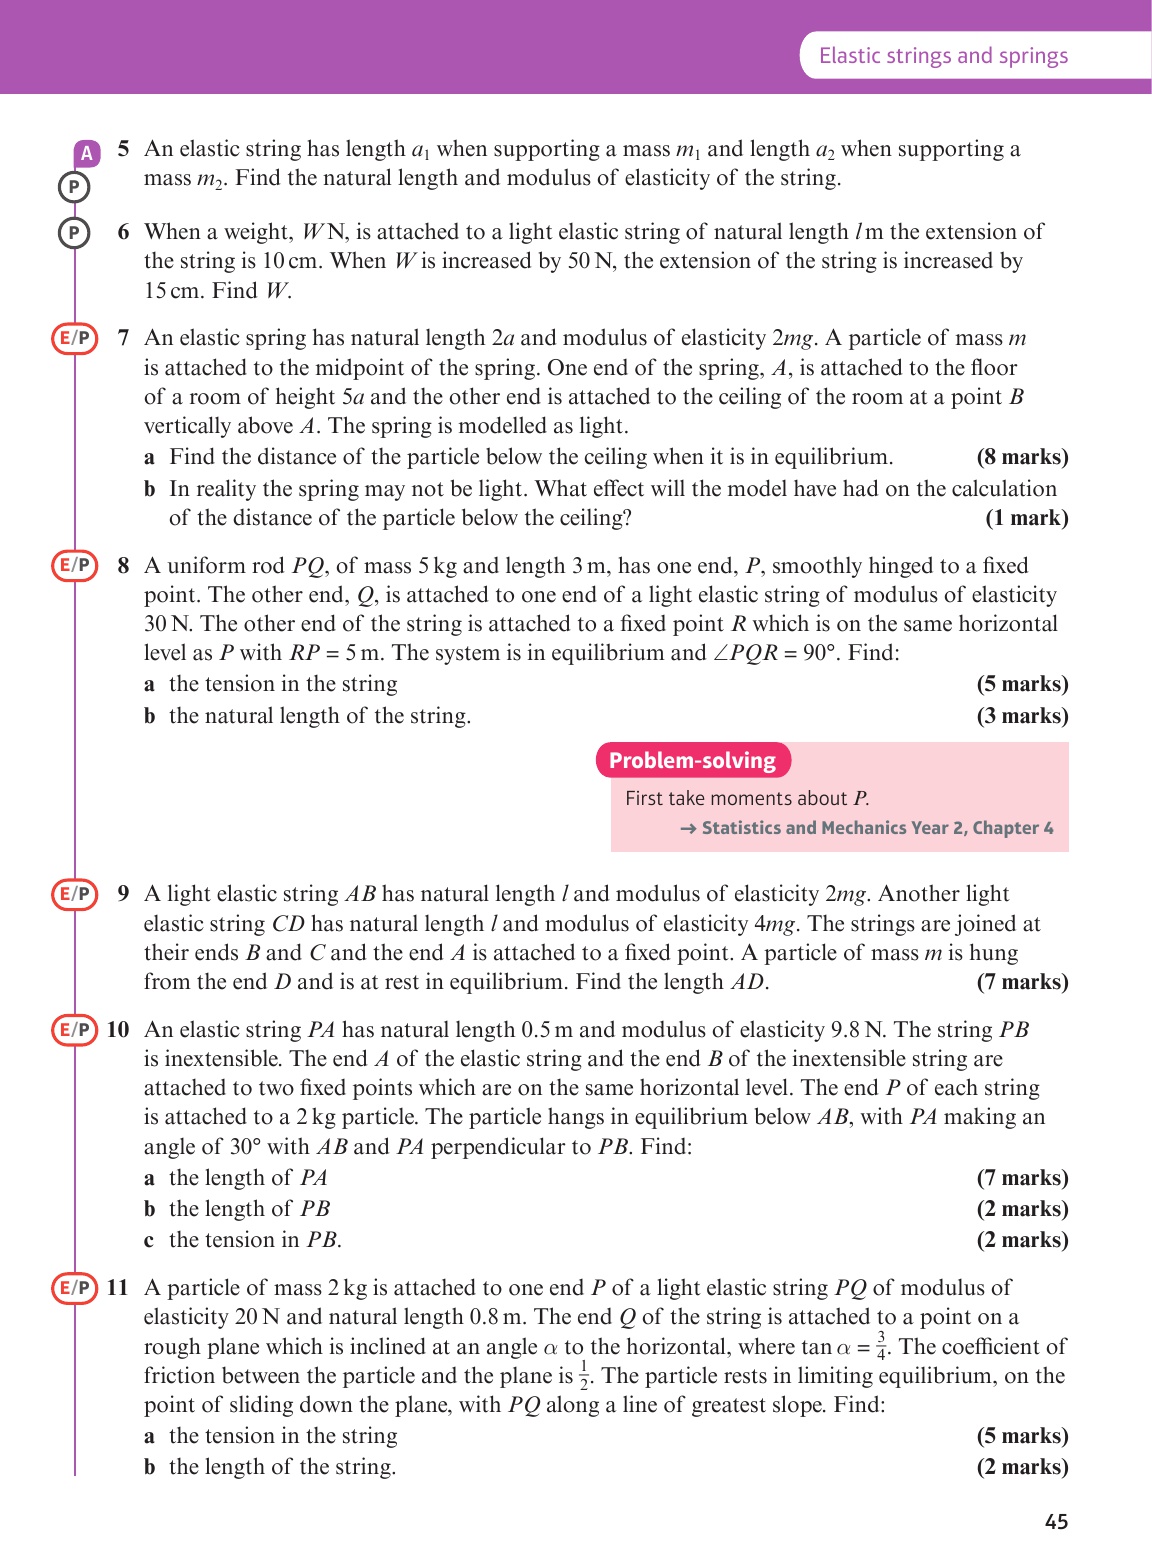 Elastic strings and springs
A
P
5 An elastic string has length a₁ when supporting a mass m₁ and length a₂ when supporting a
mass m₂. Find the natural length and modulus of elasticity of the string.
P
6 When a weight, W N, is attached to a light elastic string of natural length l m the extension of
the string is 10 cm. When W is increased by 50 N, the extension of the string is increased by
15 cm. Find W.
E/P
7 An elastic spring has natural length 2a and modulus of elasticity 2mg. A particle of mass m
is attached to the midpoint of the spring. One end of the spring, A, is attached to the floor
of a room of height 5a and the other end is attached to the ceiling of the room at a point B
vertically above A. The spring is modelled as light.
a Find the distance of the particle below the ceiling when it is in equilibrium. (8 marks)
b In reality the spring may not be light. What effect will the model have had on the calculation
of the distance of the particle below the ceiling? (1 mark)
E/P
8 A uniform rod PQ, of mass 5 kg and length 3 m, has one end, P, smoothly hinged to a fixed
point. The other end, Q, is attached to one end of a light elastic string of modulus of elasticity
30 N. The other end of the string is attached to a fixed point R which is on the same horizontal
level as P with RP = 5 m. The system is in equilibrium and ∠PQR = 90°. Find:
a the tension in the string (5 marks)
b the natural length of the string. (3 marks)
Problem-solving
First take moments about P.
→ Statistics and Mechanics Year 2, Chapter 4
E/P
9 A light elastic string AB has natural length l and modulus of elasticity 2mg. Another light
elastic string CD has natural length l and modulus of elasticity 4mg. The strings are joined at
their ends B and C and the end A is attached to a fixed point. A particle of mass m is hung
from the end D and is at rest in equilibrium. Find the length AD. (7 marks)
E/P
10 An elastic string PA has natural length 0.5 m and modulus of elasticity 9.8 N. The string PB
is inextensible. The end A of the elastic string and the end B of the inextensible string are
attached to two fixed points which are on the same horizontal level. The end P of each string
is attached to a 2 kg particle. The particle hangs in equilibrium below AB, with PA making an
angle of 30° with AB and PA perpendicular to PB. Find:
a the length of PA (7 marks)
b the length of PB (2 marks)
c the tension in PB. (2 marks)
E/P
11 A particle of mass 2 kg is attached to one end P of a light elastic string PQ of modulus of
elasticity 20 N and natural length 0.8 m. The end Q of the string is attached to a point on a
rough plane which is inclined at an angle α to the horizontal, where tan α = 3/4. The coefficient of
friction between the particle and the plane is 1/2. The particle rests in limiting equilibrium, on the
point of sliding down the plane, with PQ along a line of greatest slope. Find:
a the tension in the string (5 marks)
b the length of the string. (2 marks)
45